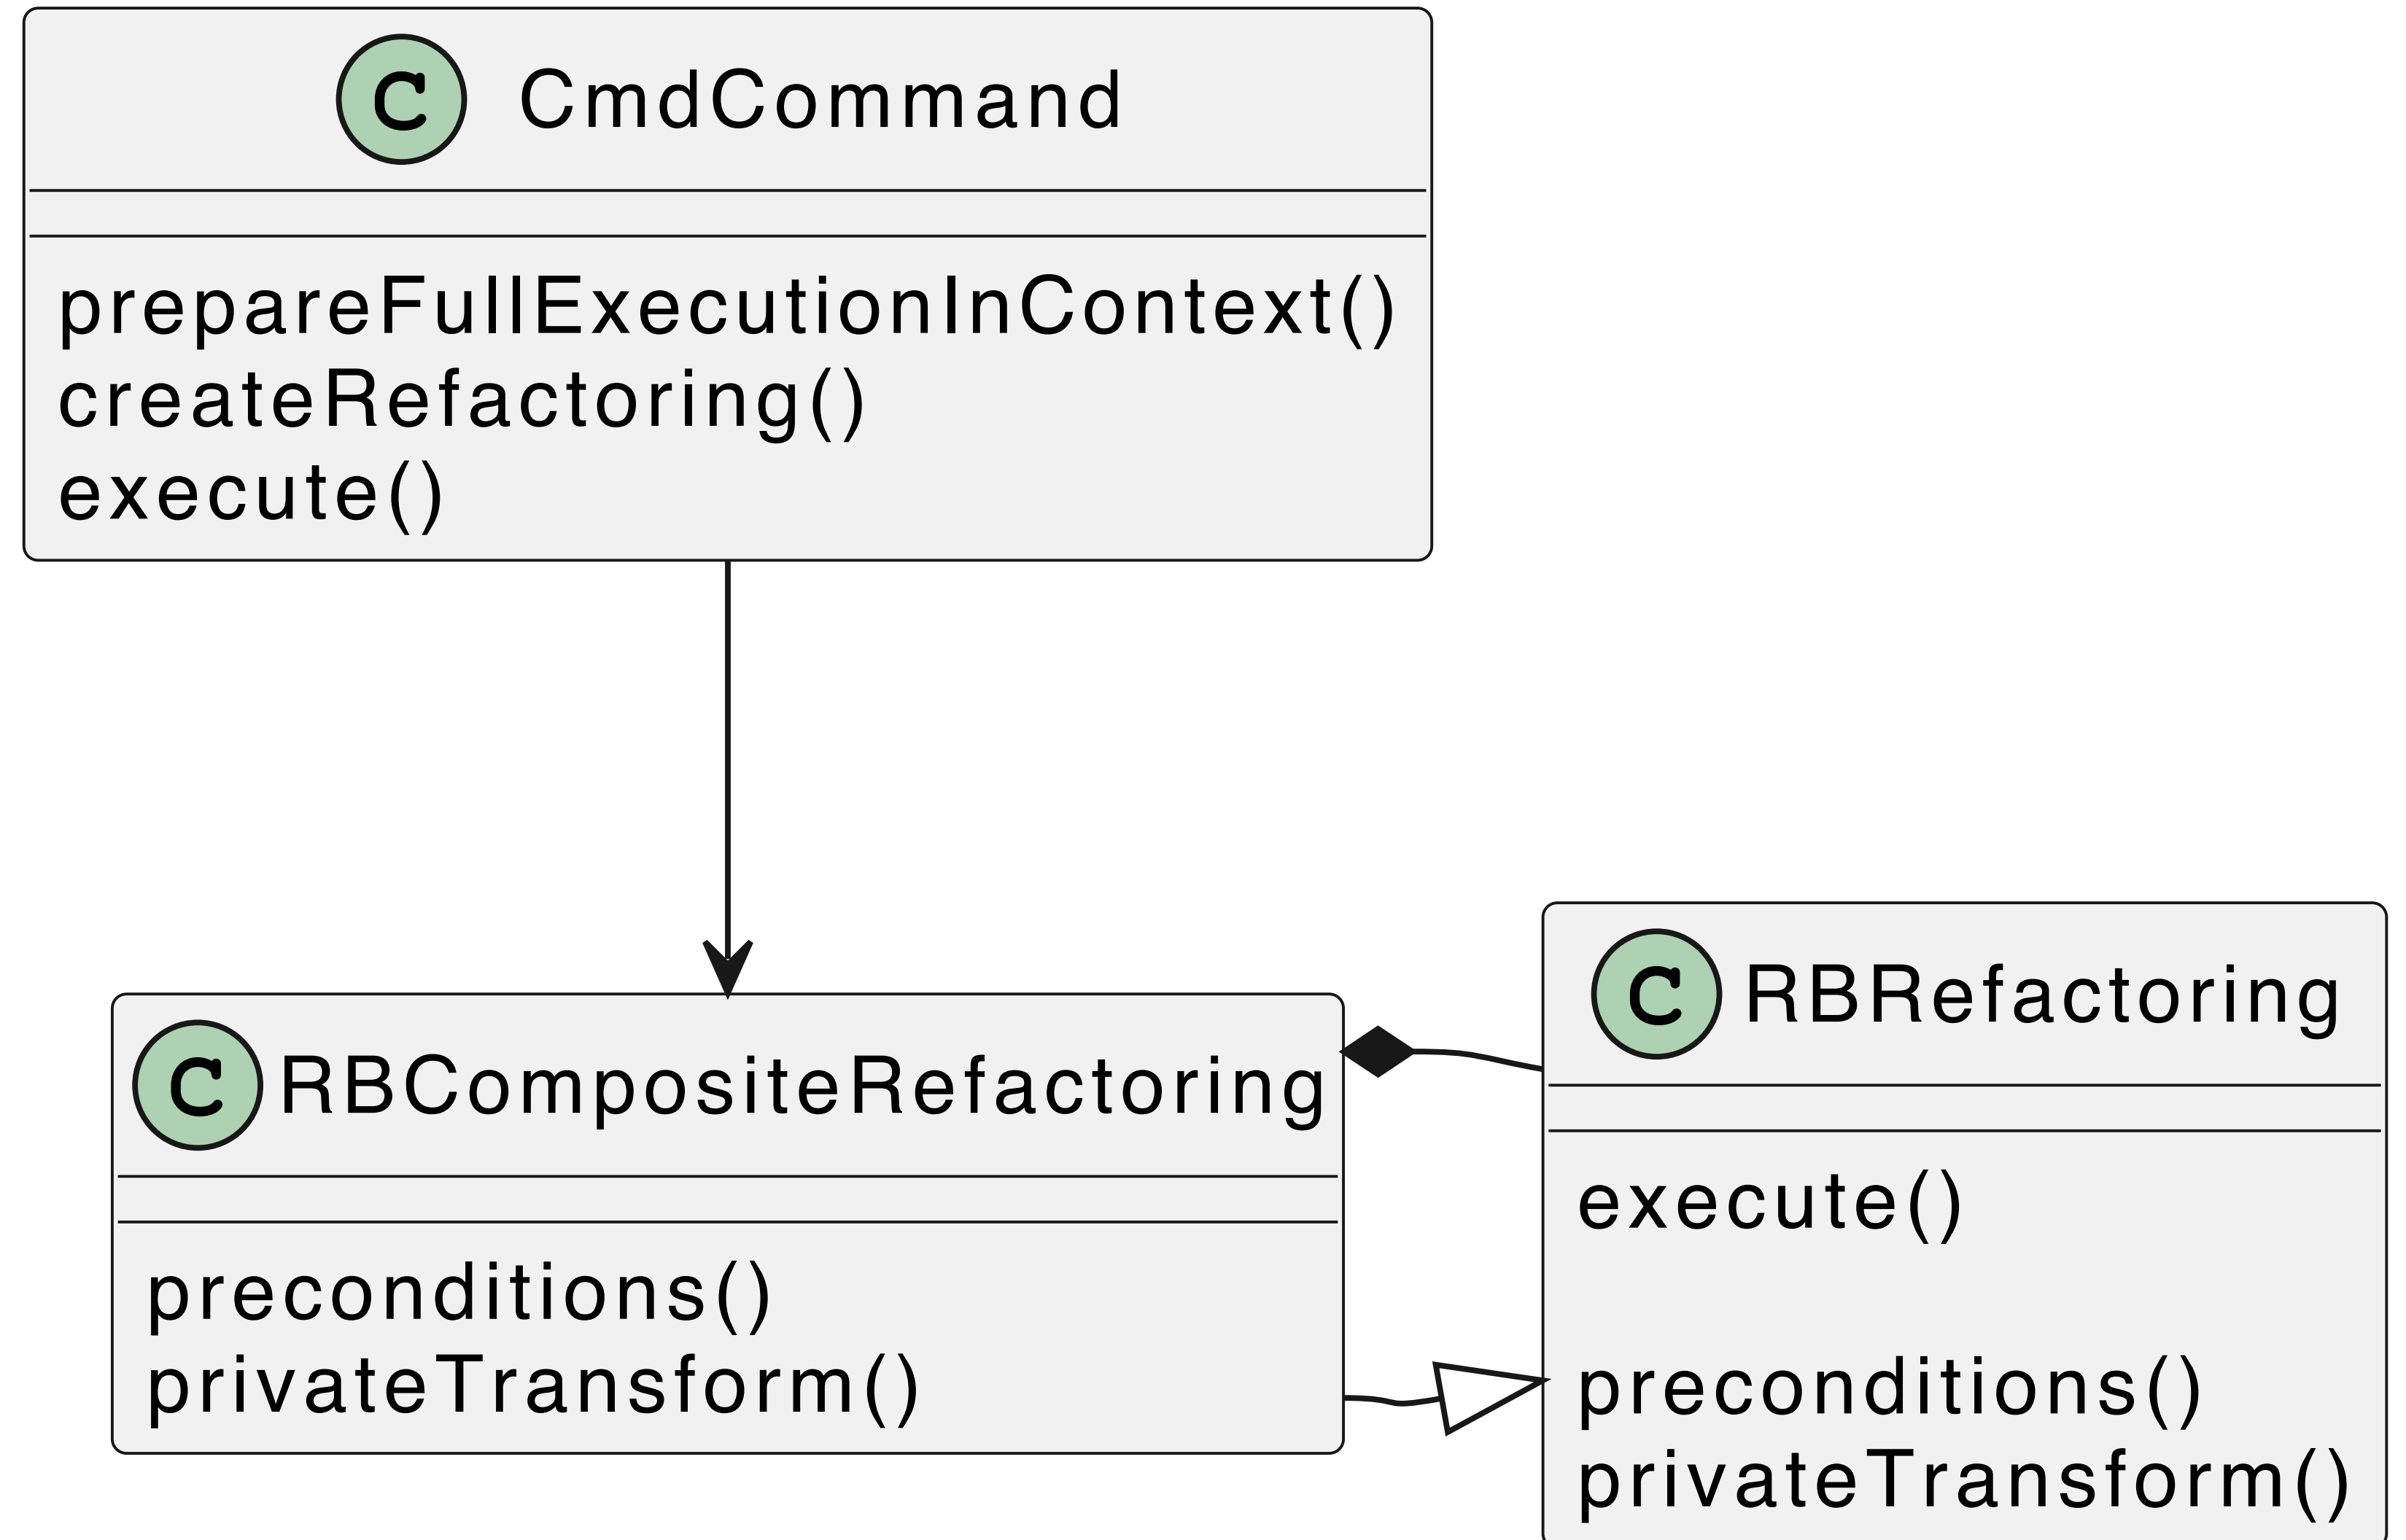 C CmdCommand
prepareFullExecutionInContext()
createRefactoring()
execute()
C RBCompositeRefactoring
preconditions()
privateTransform()
C RBRefactoring
execute()
preconditions()
privateTransform()